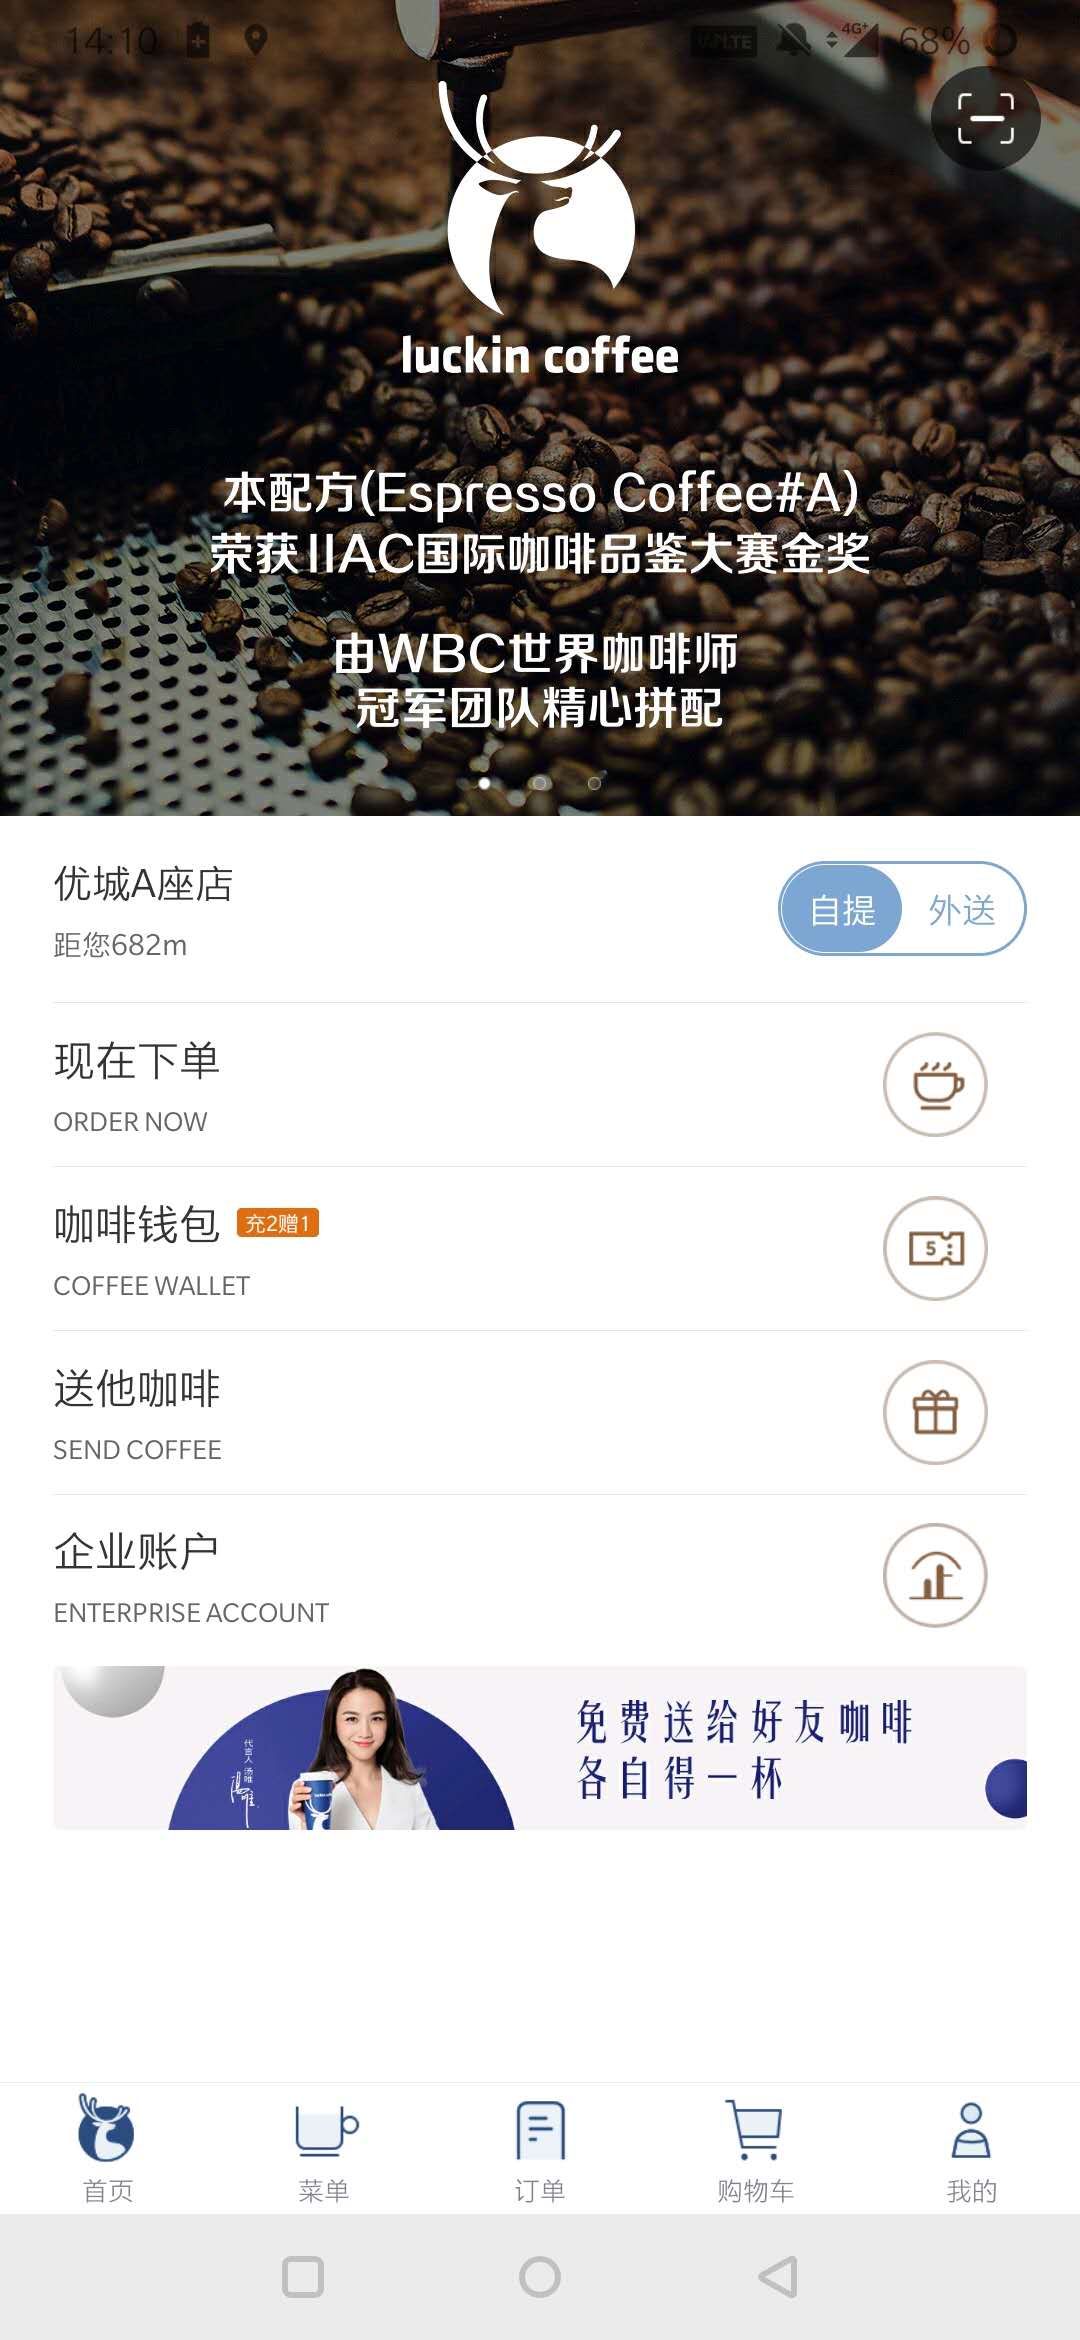 14:10
VoLTE
4G+
68%
luckin coffee
本配方(Espresso Coffee#A)
荣获IIAC国际咖啡品鉴大赛金奖
由WBC世界咖啡师
冠军团队精心拼配
优城A座店
自提 外送
距您682m
现在下单
ORDER NOW
咖啡钱包 充2赠1
COFFEE WALLET
5
送他咖啡
SEND COFFEE
企业账户
ENTERPRISE ACCOUNT
免费送给好友咖啡
各自得一杯
代言人 汤唯
首页 菜单 订单 购物车 我的